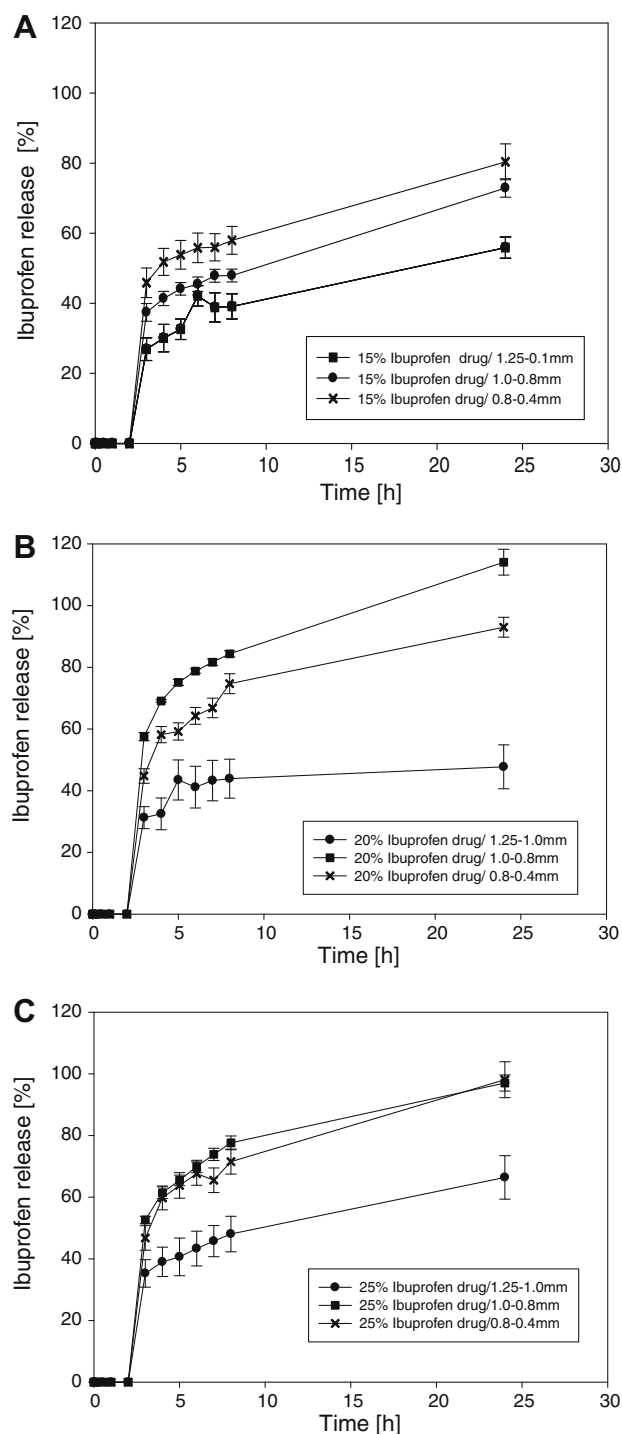 A
Ibuprofen release [%]
120
100
80
60
40
20
0
15% Ibuprofen drug/ 1.25-0.1mm
15% Ibuprofen drug/ 1.0-0.8mm
15% Ibuprofen drug/ 0.8-0.4mm
0 5 10 15 20 25 30
Time [h]
B
Ibuprofen release [%]
120
100
80
60
40
20
0
20% Ibuprofen drug/ 1.25-1.0mm
20% Ibuprofen drug/ 1.0-0.8mm
20% Ibuprofen drug/ 0.8-0.4mm
0 5 10 15 20 25 30
Time [h]
C
Ibuprofen release [%]
120
100
80
60
40
20
0
25% Ibuprofen drug/1.25-1.0mm
25% Ibuprofen drug/1.0-0.8mm
25% Ibuprofen drug/0.8-0.4mm
0 5 10 15 20 25 30
Time [h]